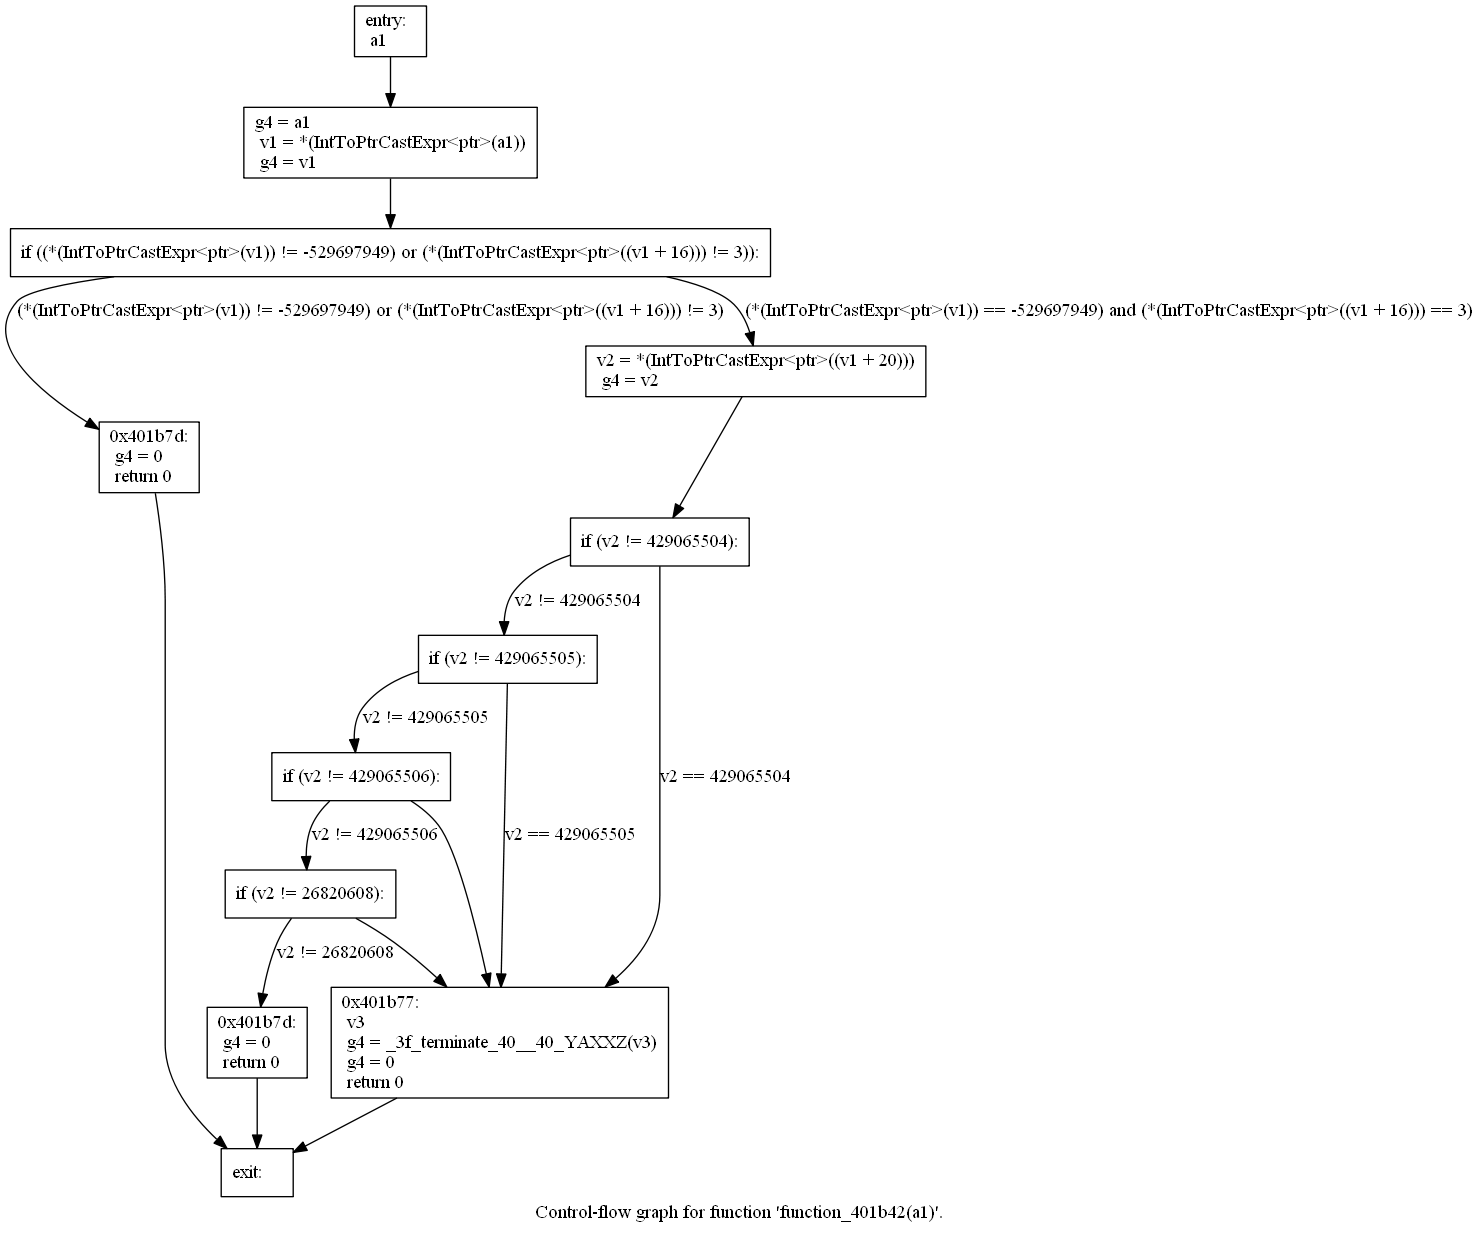 entry:
a1
g4 = a1
v1 = *(IntToPtrCastExpr<ptr>(a1))
g4 = v1
if ((*(IntToPtrCastExpr<ptr>(v1)) != -529697949) or (*(IntToPtrCastExpr<ptr>((v1 + 16))) != 3)):
(*(IntToPtrCastExpr<ptr>(v1)) != -529697949) or (*(IntToPtrCastExpr<ptr>((v1 + 16))) != 3)
(*(IntToPtrCastExpr<ptr>(v1)) == -529697949) and (*(IntToPtrCastExpr<ptr>((v1 + 16))) == 3)
v2 = *(IntToPtrCastExpr<ptr>((v1 + 20)))
g4 = v2
0x401b7d:
g4 = 0
return 0
if (v2 != 429065504):
v2 != 429065504
if (v2 != 429065505):
v2 != 429065505
if (v2 != 429065506):
v2 == 429065504
v2 != 429065506
v2 == 429065505
if (v2 != 26820608):
v2 != 26820608
0x401b7d:
g4 = 0
return 0
0x401b77:
v3
g4 = _3f_terminate_40__40_YAXXZ(v3)
g4 = 0
return 0
exit:
Control-flow graph for function 'function_401b42(a1)'.